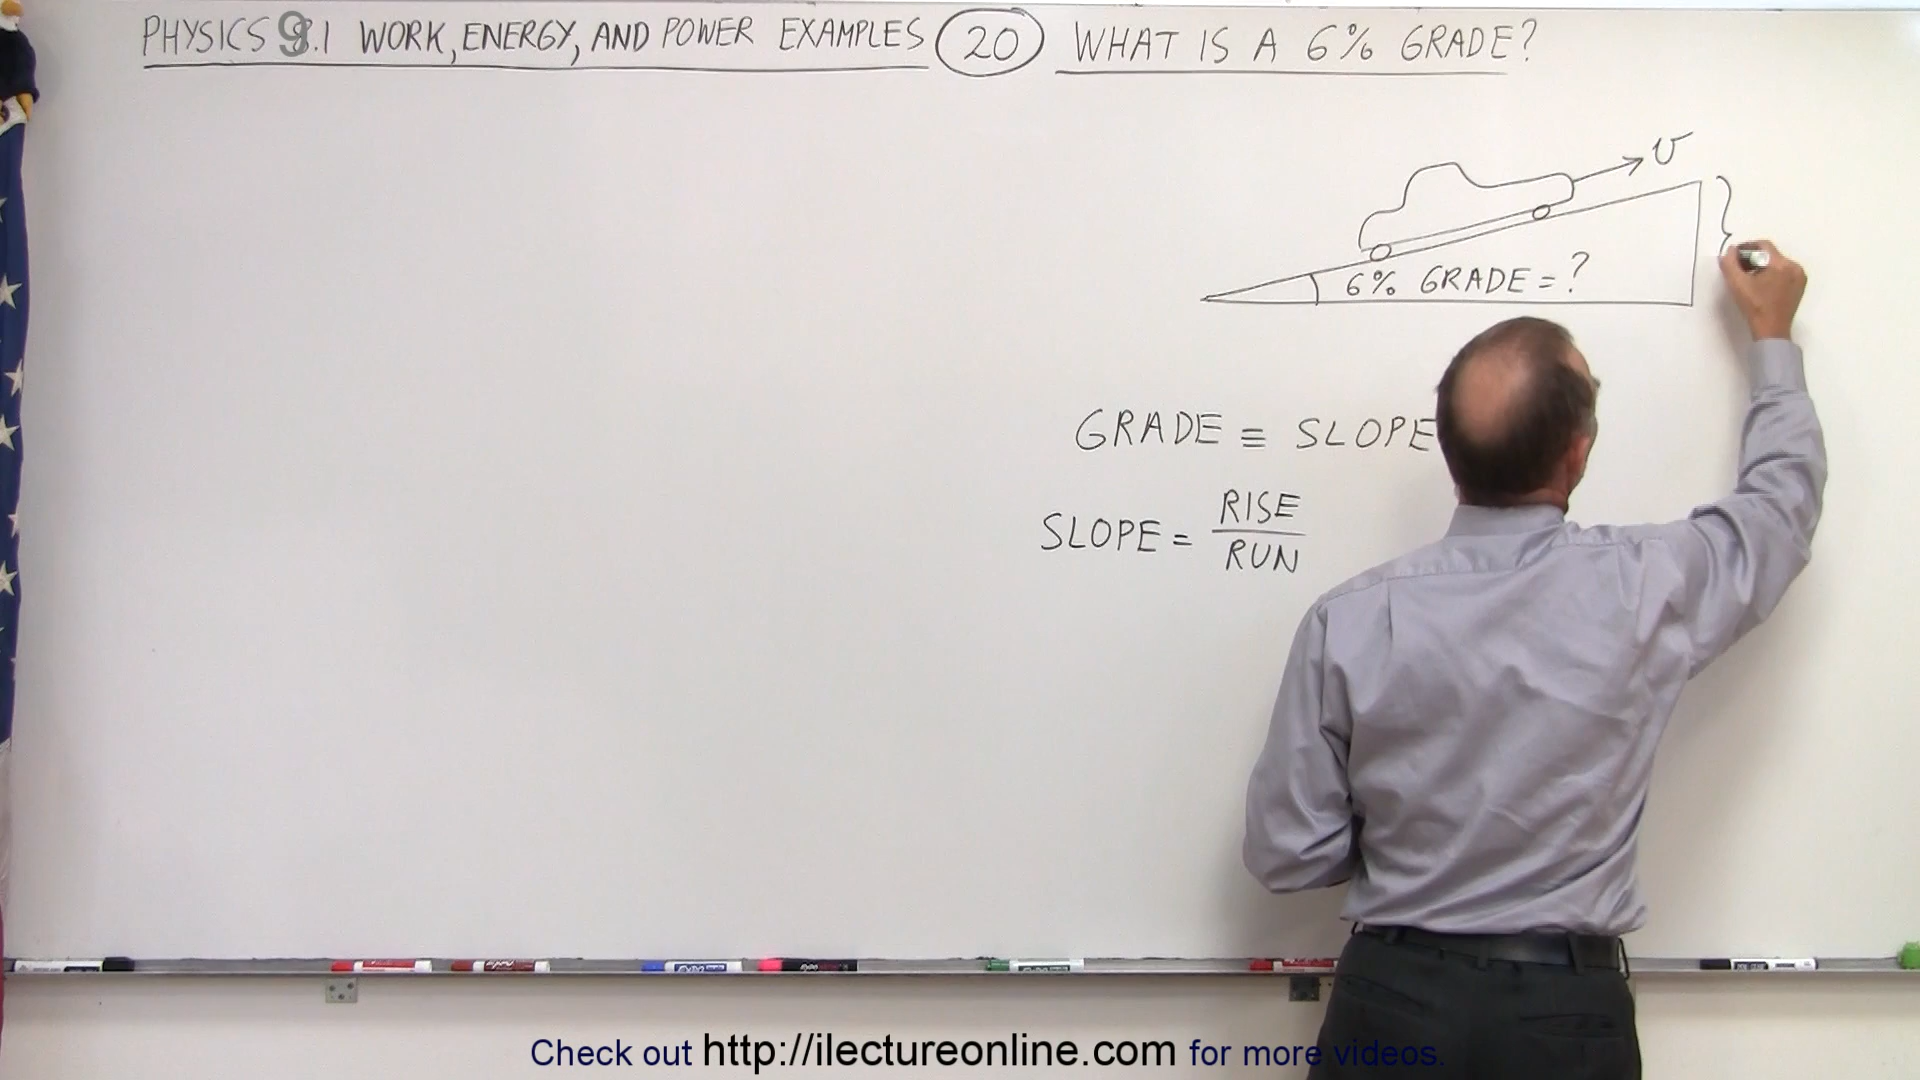 PHYSICS 9.1 WORK, ENERGY, AND POWER EXAMPLES 20 WHAT IS A 6% GRADE?
v
6% GRADE = ?
GRADE ≡ SLOPE
SLOPE = RISE
RUN
Check out http://ilectureonline.com for more videos.